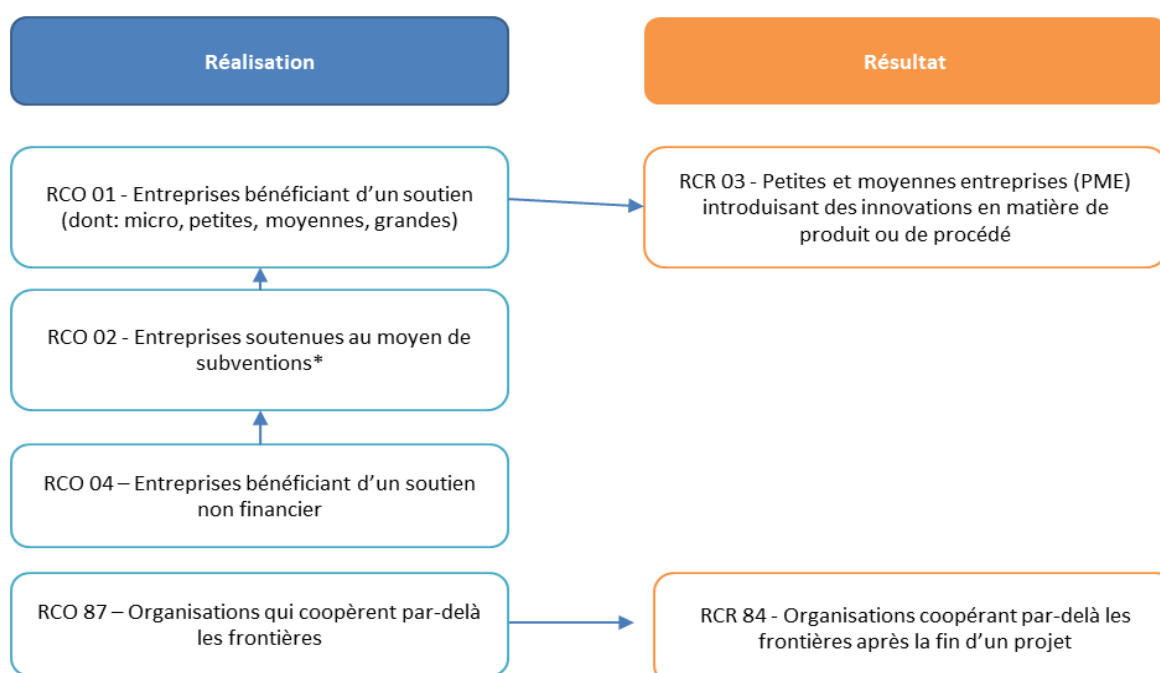 Réalisation
Résultat
RCO 01 - Entreprises bénéficiant d’un soutien
(dont: micro, petites, moyennes, grandes)
RCR 03 - Petites et moyennes entreprises (PME)
introduisant des innovations en matière de
produit ou de procédé
RCO 02 - Entreprises soutenues au moyen de
subventions*
RCO 04 – Entreprises bénéficiant d’un soutien
non financier
RCO 87 – Organisations qui coopèrent par-delà
les frontières
RCR 84 - Organisations coopérant par-delà les
frontières après la fin d’un projet